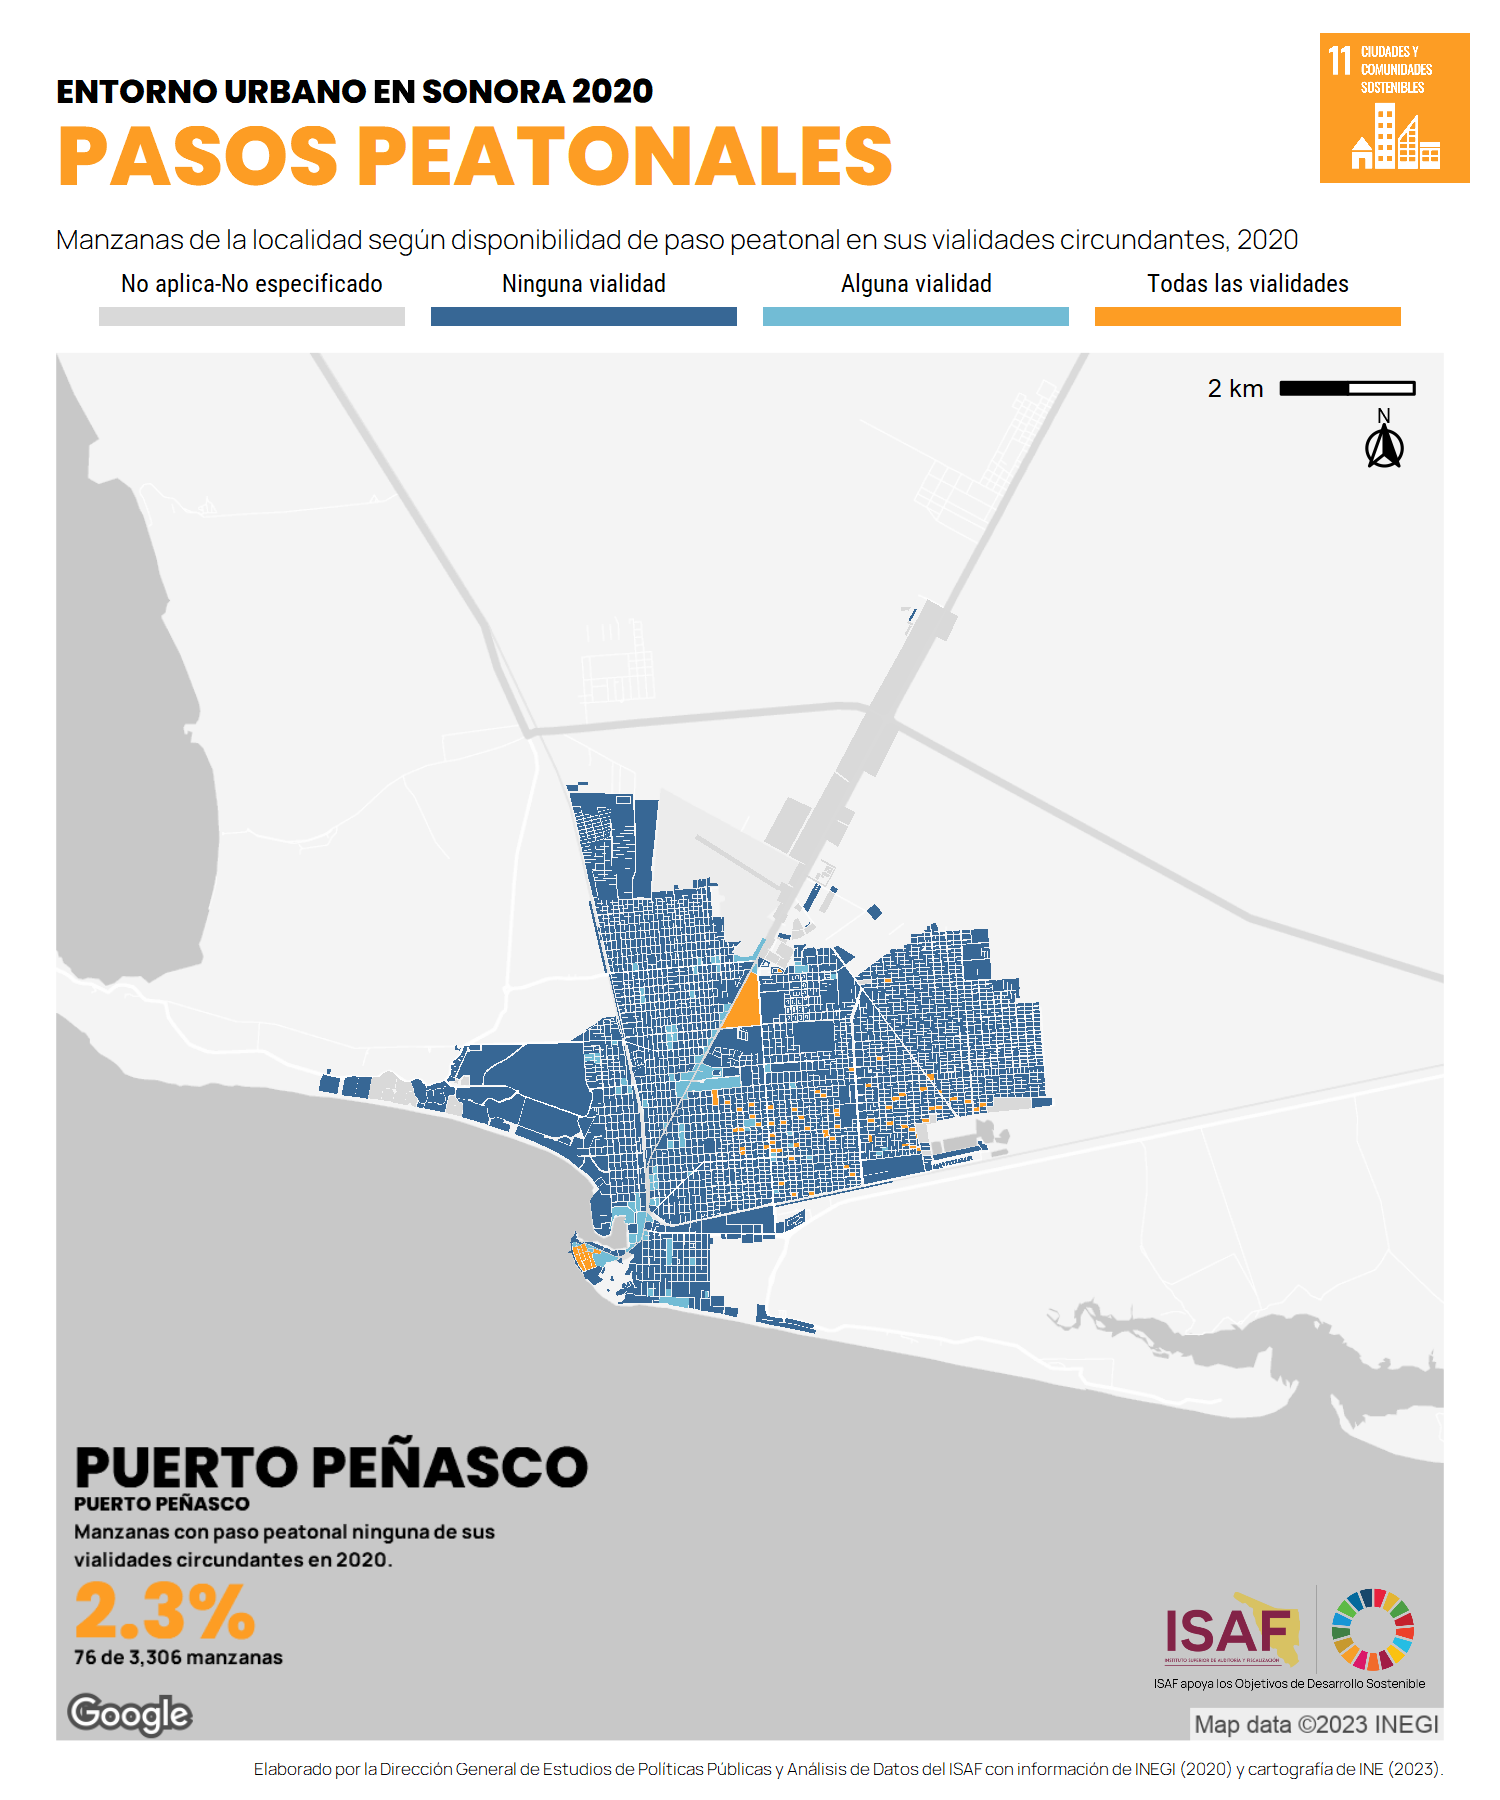 ENTORNO URBANO EN SONORA 2020
PASOS PEATONALES
11 CIUDADES Y
COMUNIDADES
SOSTENIBLES
Manzanas de la localidad según disponibilidad de paso peatonal en sus vialidades circundantes, 2020
No aplica-No especificado
Ninguna vialidad
Alguna vialidad
Todas las vialidades
2 km
N
PUERTO PEÑASCO
PUERTO PEÑASCO
Manzanas con paso peatonal ninguna de sus
vialidades circundantes en 2020.
2.3%
76 de 3,306 manzanas
ISAF
INSTITUTO SUPERIOR DE AUDITORÍA Y FISCALIZACIÓN
ISAF apoya los Objetivos de Desarrollo Sostenible
Google
Map data ©2023 INEGI
Elaborado por la Dirección General de Estudios de Políticas Públicas y Análisis de Datos del ISAF con información de INEGI (2020) y cartografía de INE (2023).